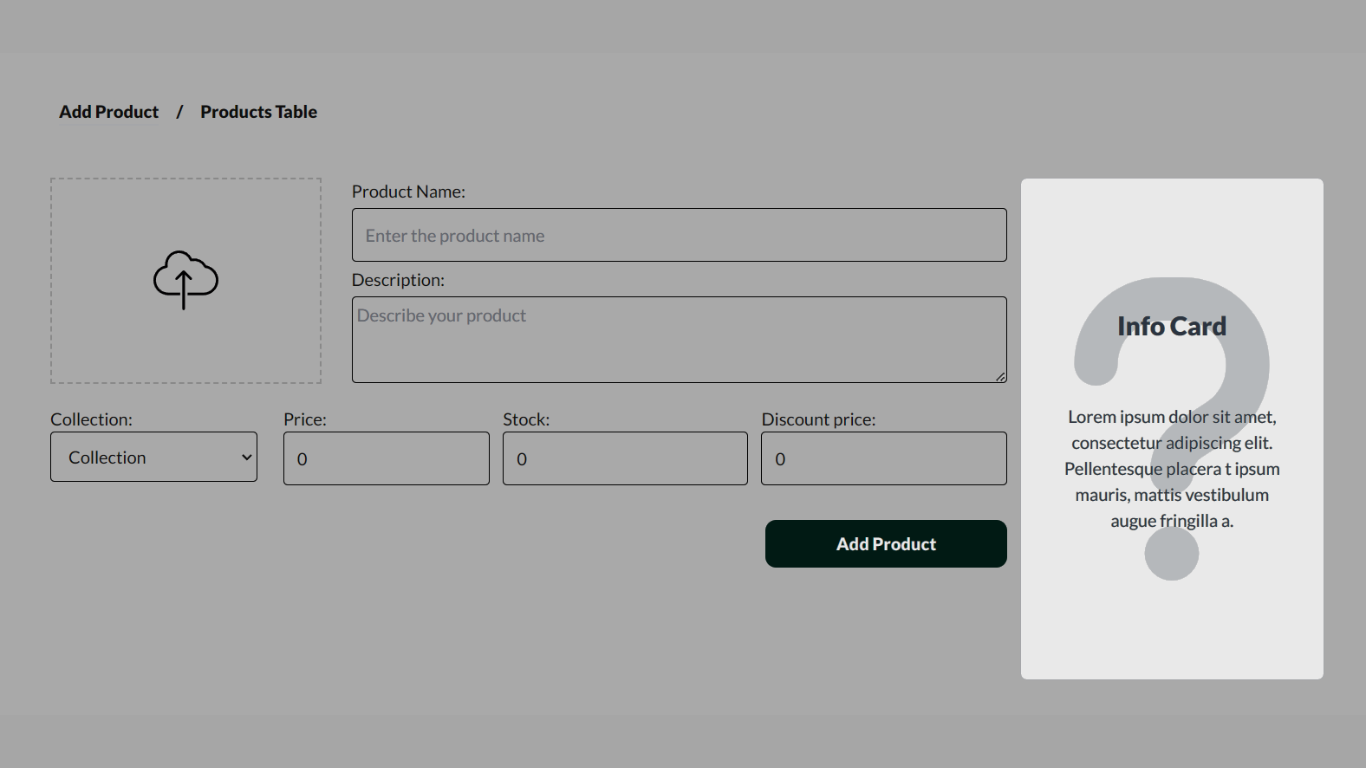 Add Product / Products Table
Product Name:
Enter the product name
Description:
Describe your product
Collection:
Collection
Price:
0
Stock:
0
Discount price:
0
Add Product
Info Card
Lorem ipsum dolor sit amet,
consectetur adipiscing elit.
Pellentesque placera t ipsum
mauris, mattis vestibulum
augue fringilla a.